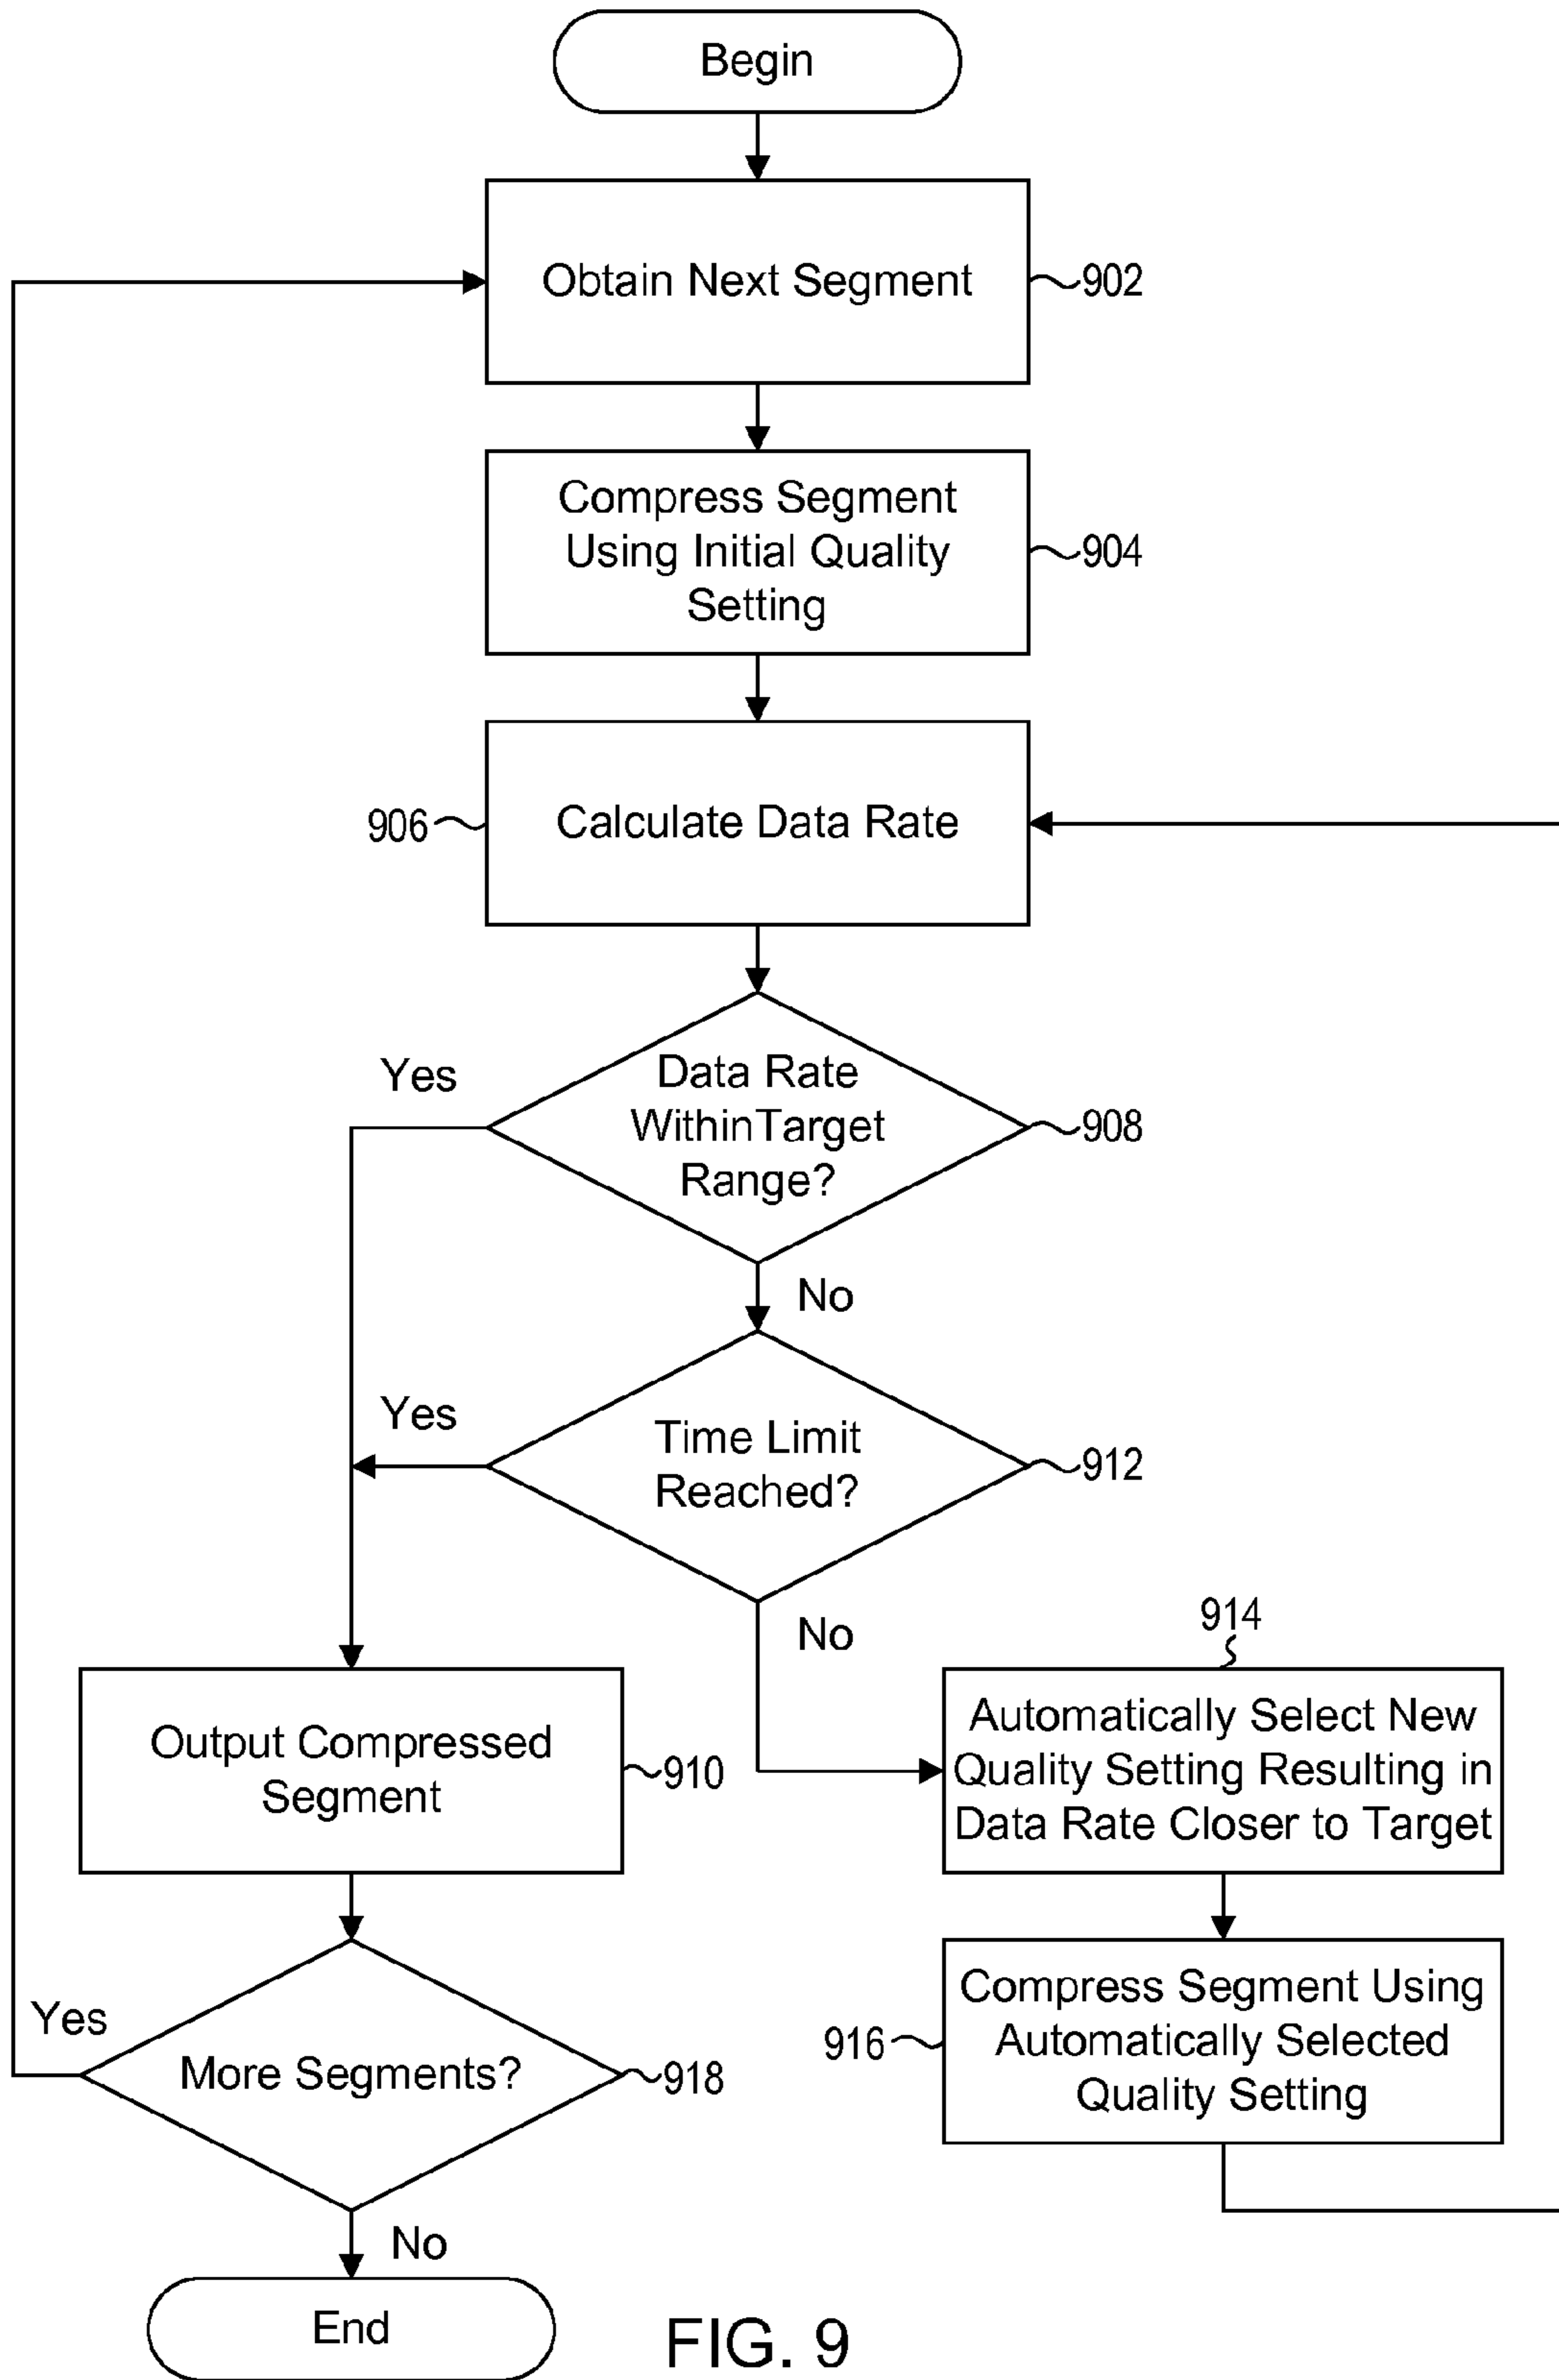 Begin
Obtain Next Segment
902
Compress Segment
Using Initial Quality
Setting
904
906
Calculate Data Rate
Yes
Data Rate
WithinTarget
Range?
908
No
Yes
Time Limit
Reached?
912
No
914
Automatically Select New
Quality Setting Resulting in
Data Rate Closer to Target
Output Compressed
Segment
910
916
Compress Segment Using
Automatically Selected
Quality Setting
Yes
More Segments?
918
No
End
FIG. 9